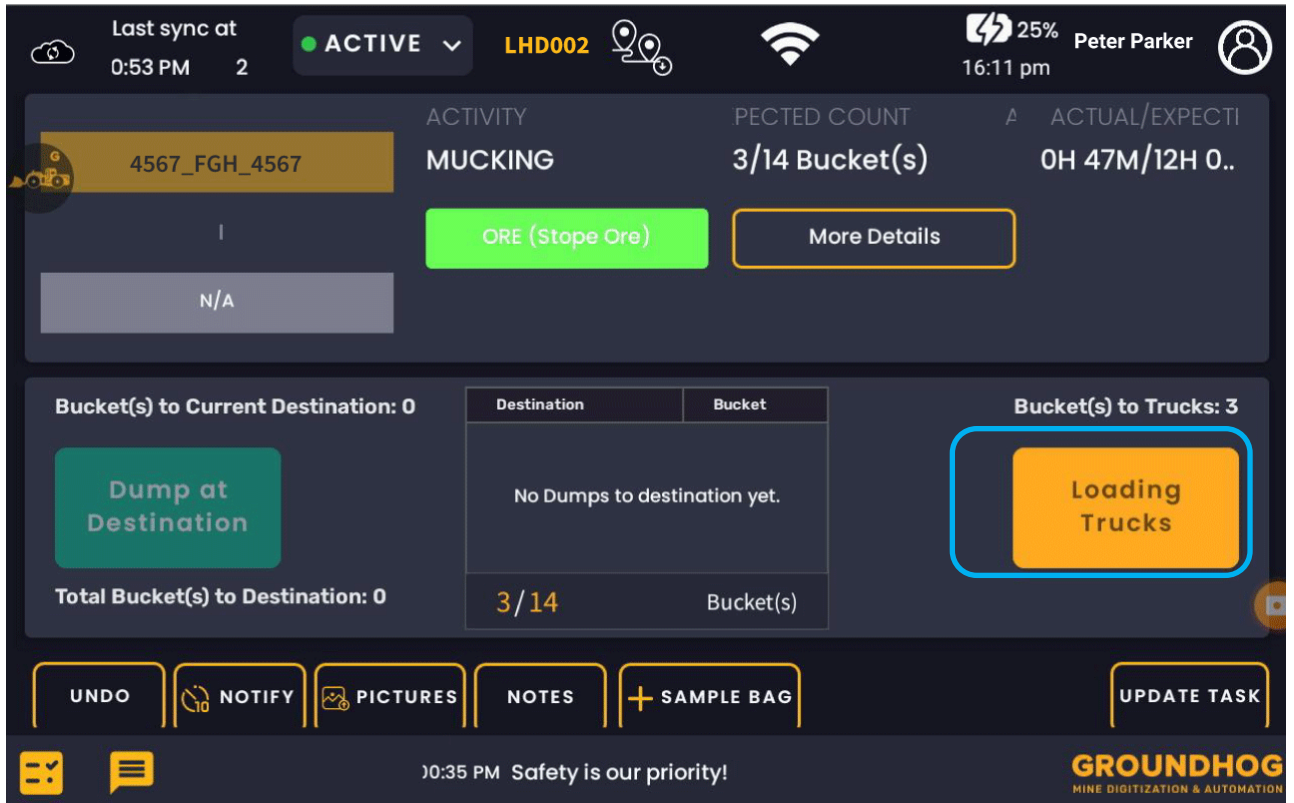 Last sync at
0:53 PM 2
ACTIVE
LHD002
25%
16:11 pm
Peter Parker
G
4567_FGH_4567
N/A
ACTIVITY
MUCKING
PECTED COUNT
3/14 Bucket(s)
A ACTUAL/EXPECTI
0H 47M/12H 0..
ORE (Stope Ore)
More Details
Bucket(s) to Current Destination: 0
Dump at
Destination
Total Bucket(s) to Destination: 0
Destination Bucket
No Dumps to destination yet.
3/14 Bucket(s)
Bucket(s) to Trucks: 3
Loading
Trucks
UNDO
10 NOTIFY
PICTURES
NOTES
+ SAMPLE BAG
UPDATE TASK
00:35 PM Safety is our priority!
GROUNDHOG
MINE DIGITIZATION & AUTOMATION